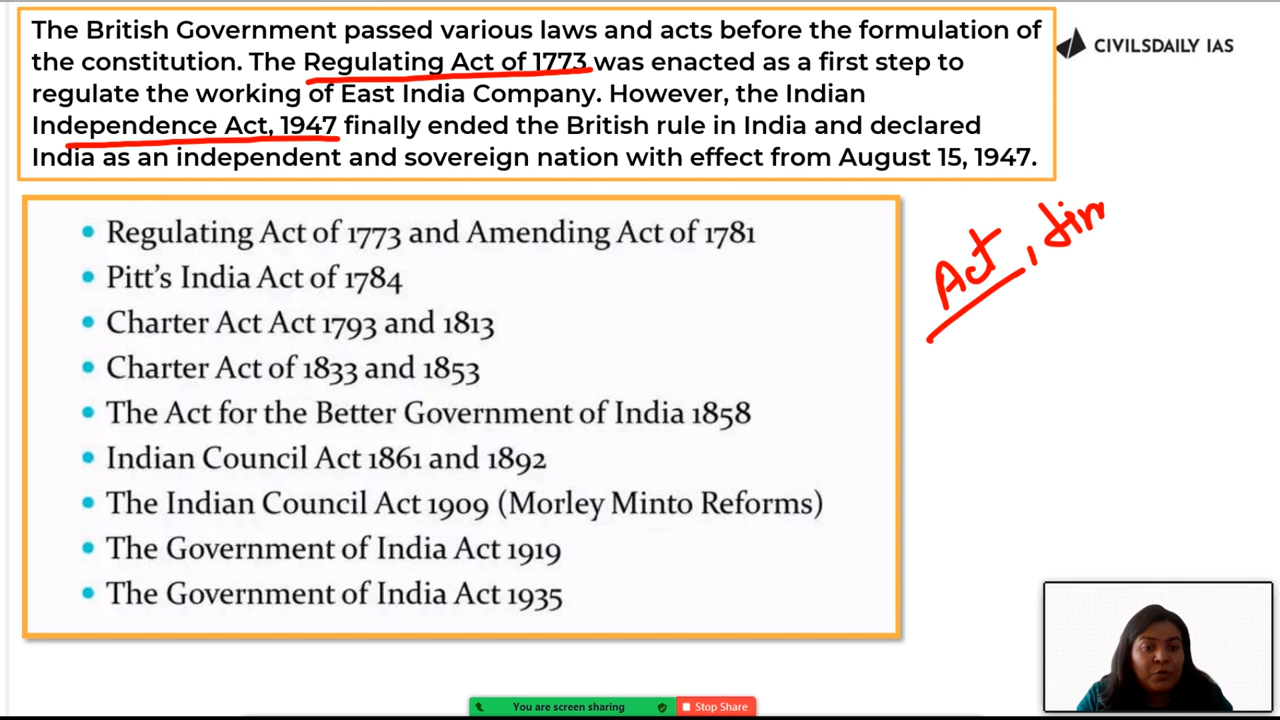 The British Government passed various laws and acts before the formulation of
the constitution. The Regulating Act of 1773 was enacted as a first step to
regulate the working of East India Company. However, the Indian
Independence Act, 1947 finally ended the British rule in India and declared
India as an independent and sovereign nation with effect from August 15, 1947.
CIVILSDAILY IAS
• Regulating Act of 1773 and Amending Act of 1781
• Pitt's India Act of 1784
• Charter Act Act 1793 and 1813
• Charter Act of 1833 and 1853
• The Act for the Better Government of India 1858
• Indian Council Act 1861 and 1892
• The Indian Council Act 1909 (Morley Minto Reforms)
• The Government of India Act 1919
• The Government of India Act 1935
Act,
You are screen sharing
Stop Share